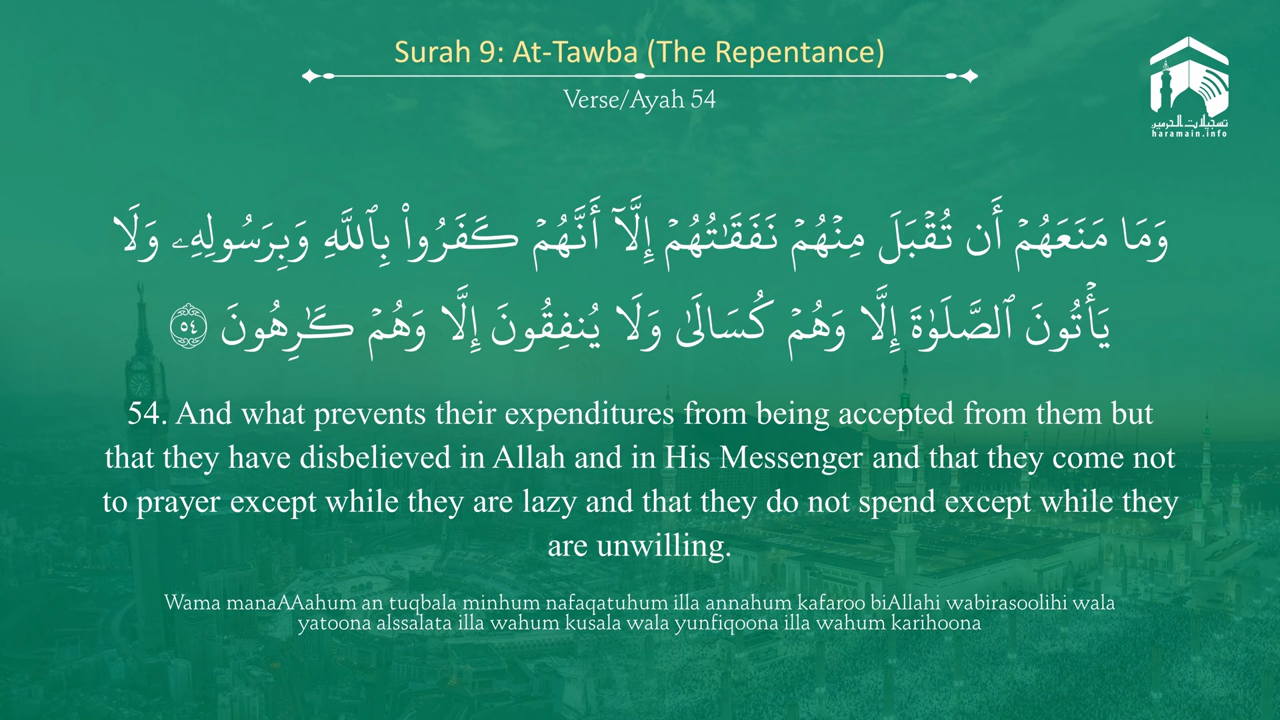 Surah 9: At-Tawba (The Repentance)
Verse/Ayah 54
تسجيلات الحرمين
haramain.info
وَمَا مَنَعَهُمۡ أَن تُقۡبَلَ مِنۡهُمۡ نَفَقَٰتُهُمۡ إِلَّآ أَنَّهُمۡ كَفَرُواْ بِٱللَّهِ وَبِرَسُولِهِۦ وَلَا
يَأۡتُونَ ٱلصَّلَوٰةَ إِلَّا وَهُمۡ كُسَالَىٰ وَلَا يُنفِقُونَ إِلَّا وَهُمۡ كَٰرِهُونَ ٥٤
54. And what prevents their expenditures from being accepted from them but
that they have disbelieved in Allah and in His Messenger and that they come not
to prayer except while they are lazy and that they do not spend except while they
are unwilling.
Wama manaAAahum an tuqbala minhum nafaqatuhum illa annahum kafaroo biAllahi wabirasoolihi wala
yatoona alssalata illa wahum kusala wala yunfiqoona illa wahum karihoona